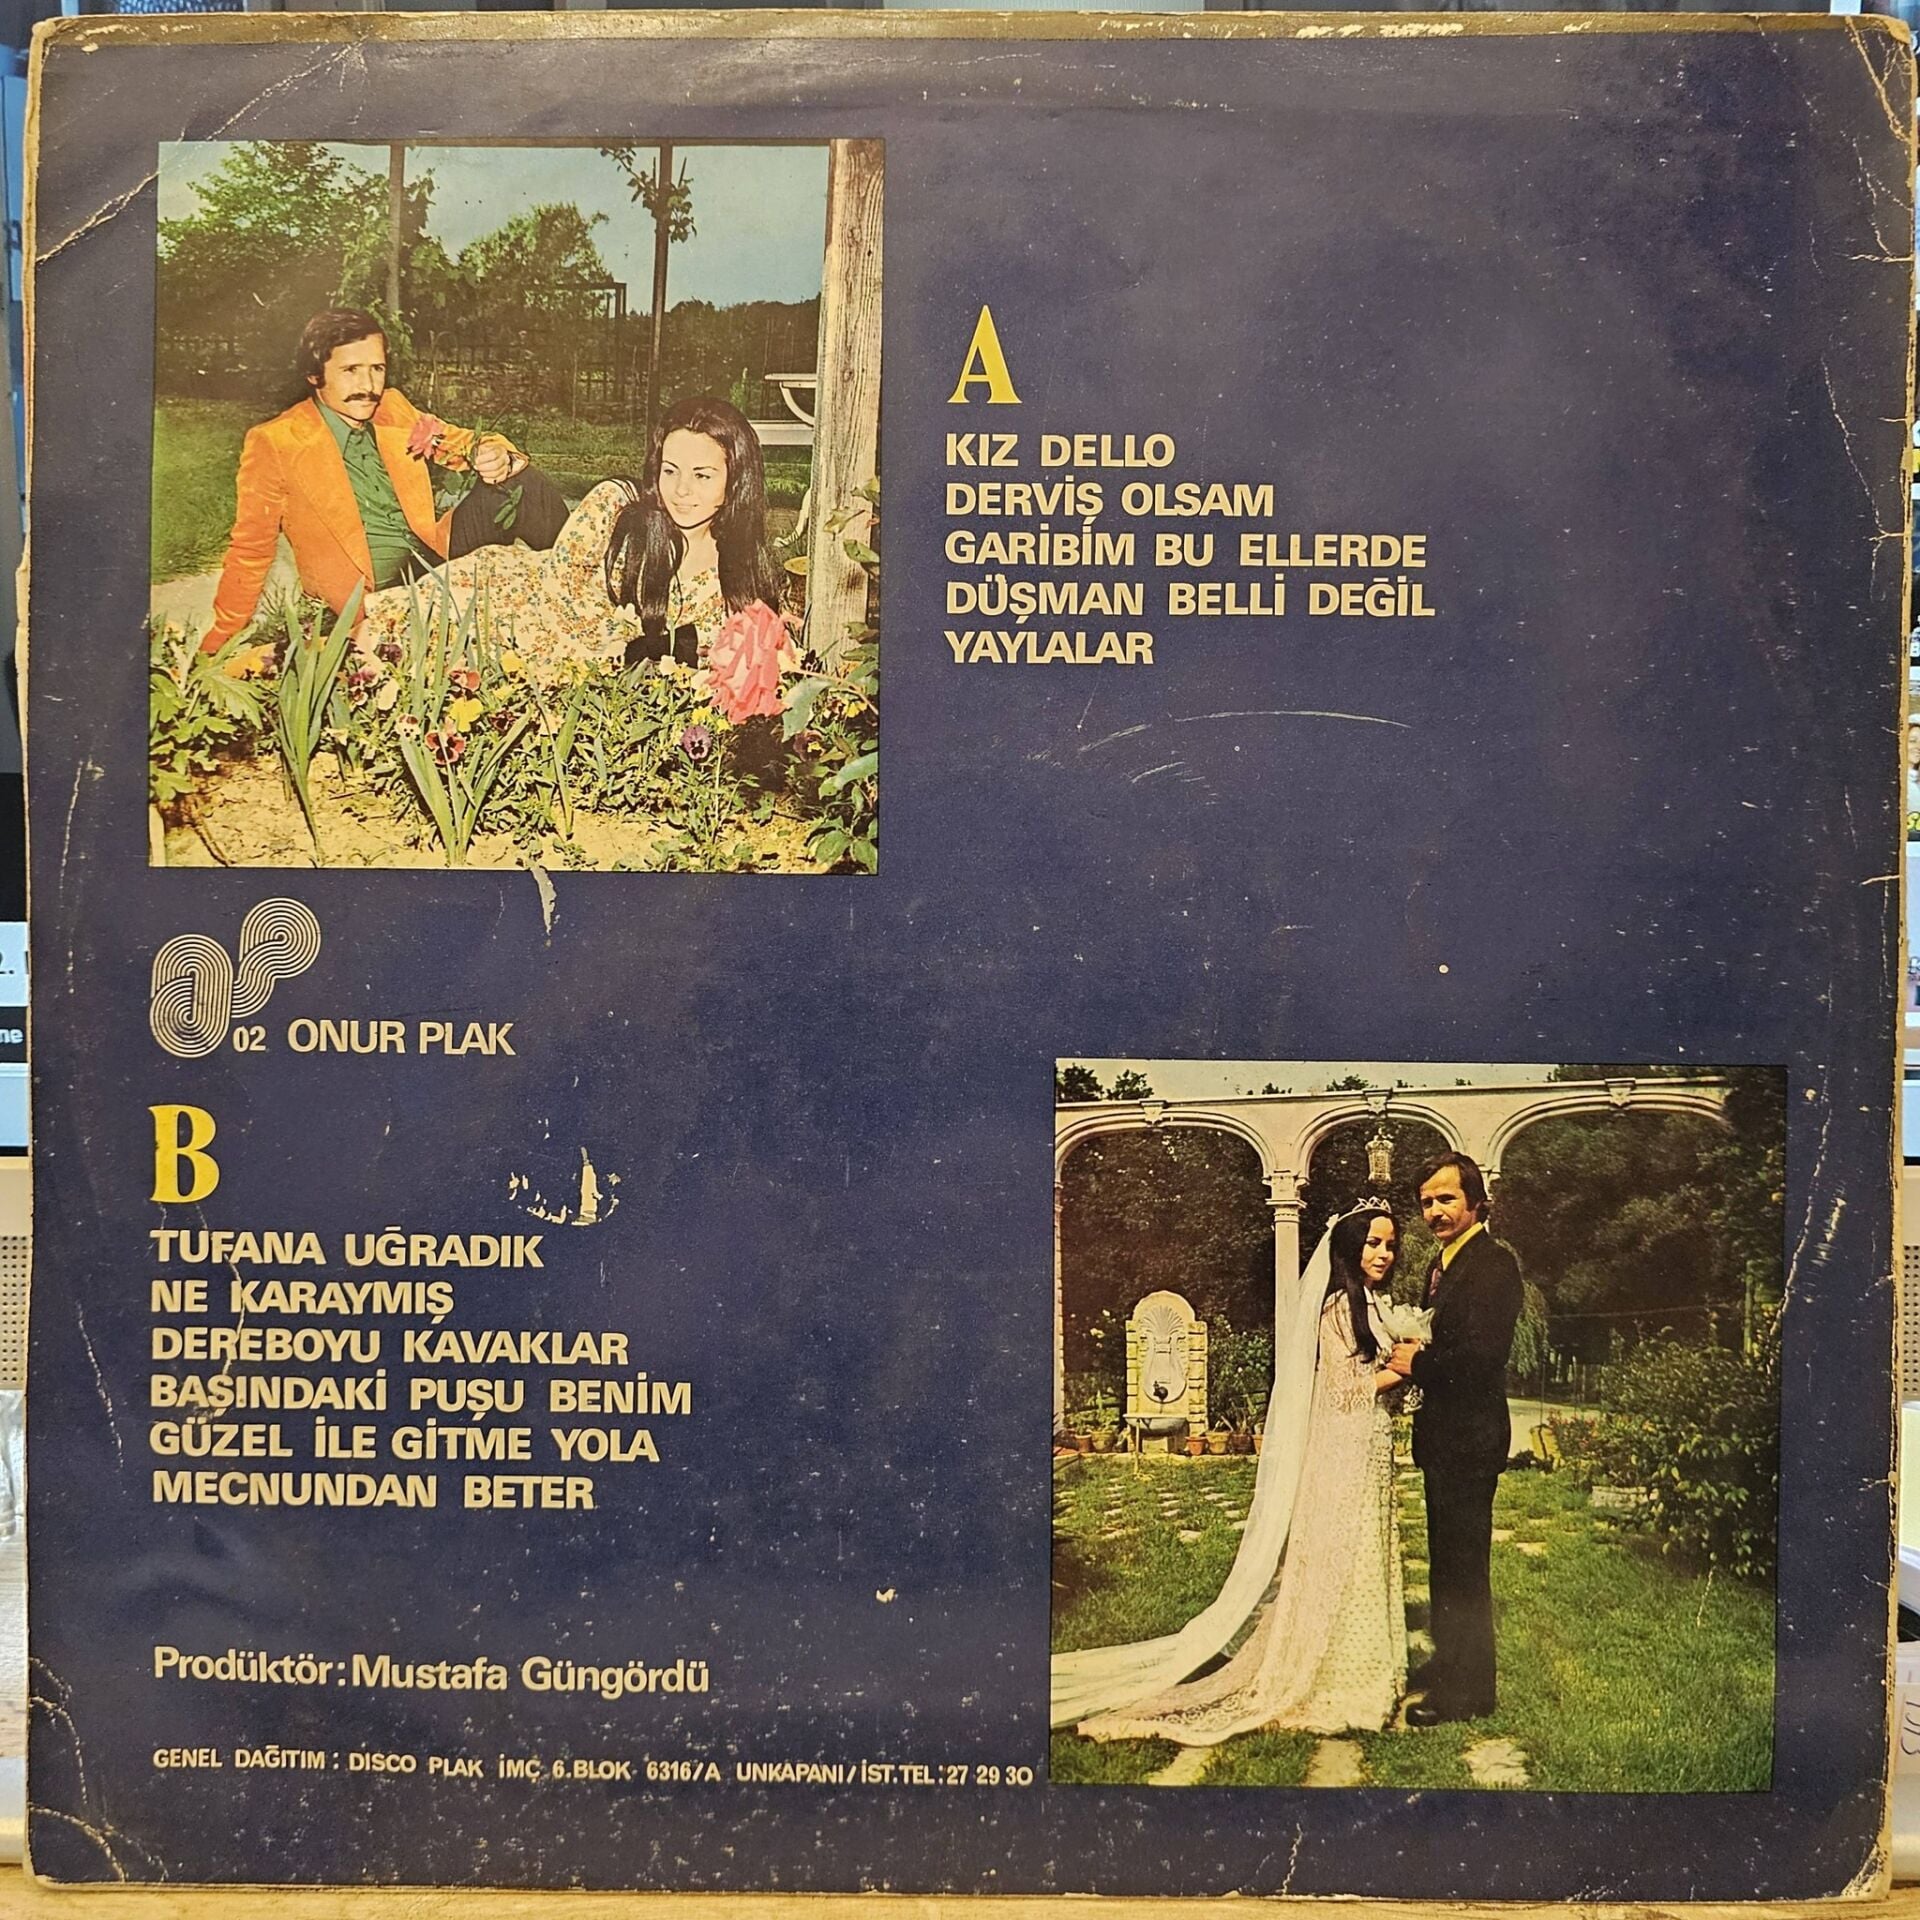 A
KIZ DELLO
DERVİŞ OLSAM
GARİBİM BU ELLERDE
DÜŞMAN BELLİ DEĞİL
YAYLALAR
02 ONUR PLAK
B
TUFANA UĞRADIK
NE KARAYMIŞ
DEREBOYU KAVAKLAR
BAŞINDAKİ PUŞU BENİM
GÜZEL İLE GİTME YOLA
MECNUNDAN BETER
Prodüktör: Mustafa Güngördü
GENEL DAĞITIM : DISCO PLAK İMÇ 6.BLOK 6316/A UNKAPANI/İST.TEL:27 29 30